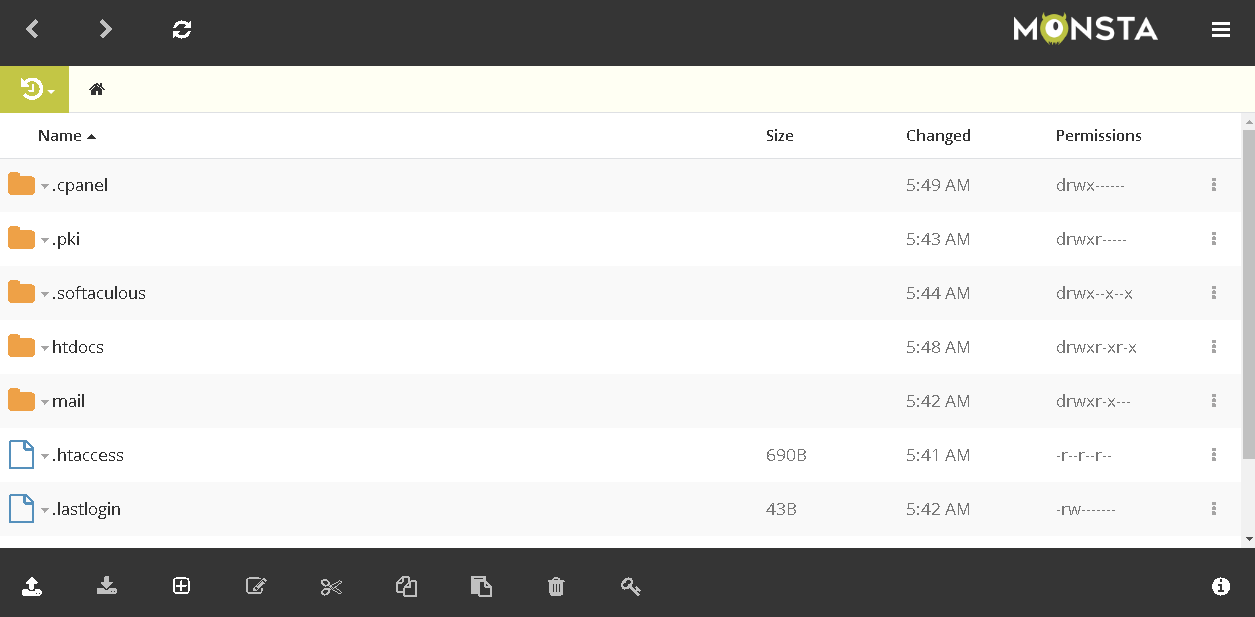 MONSTA
Name Size Changed Permissions
.cpanel 5:49 AM drwx------
.pki 5:43 AM drwxr-----
.softaculous 5:44 AM drwx--x--x
htdocs 5:48 AM drwxr-xr-x
mail 5:42 AM drwxr-x---
.htaccess 690B 5:41 AM -r--r--r--
.lastlogin 43B 5:42 AM -rw-------